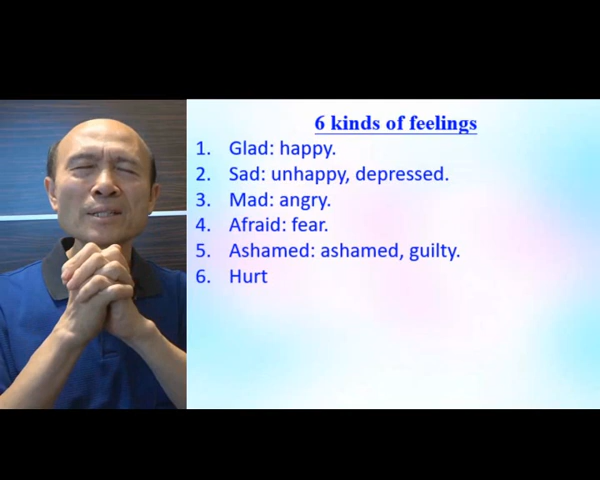 6 kinds of feelings
1. Glad: happy.
2. Sad: unhappy, depressed.
3. Mad: angry.
4. Afraid: fear.
5. Ashamed: ashamed, guilty.
6. Hurt